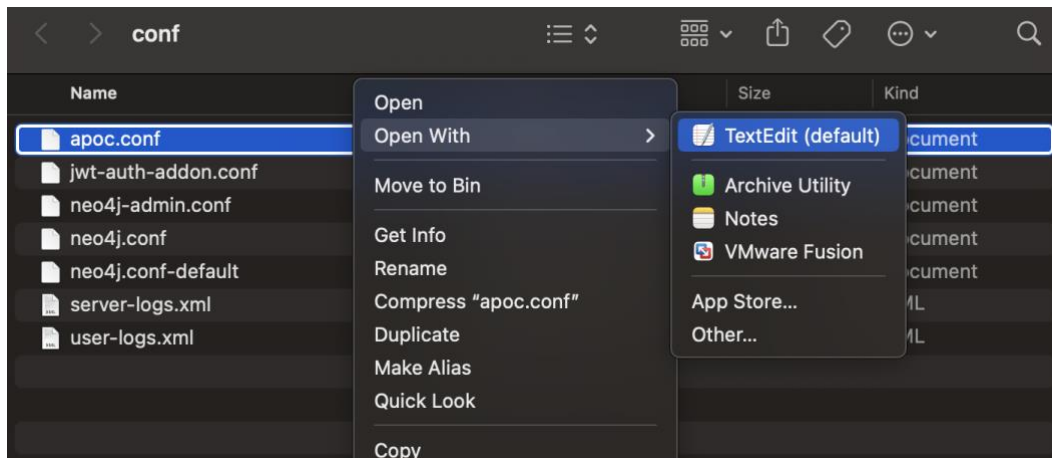 conf
Name
Size
Kind
apoc.conf
jwt-auth-addon.conf
neo4j-admin.conf
neo4j.conf
neo4j.conf-default
server-logs.xml
user-logs.xml
Open
Open With
Move to Bin
Get Info
Rename
Compress “apoc.conf”
Duplicate
Make Alias
Quick Look
Copy
TextEdit (default)
Archive Utility
Notes
VMware Fusion
App Store...
Other...